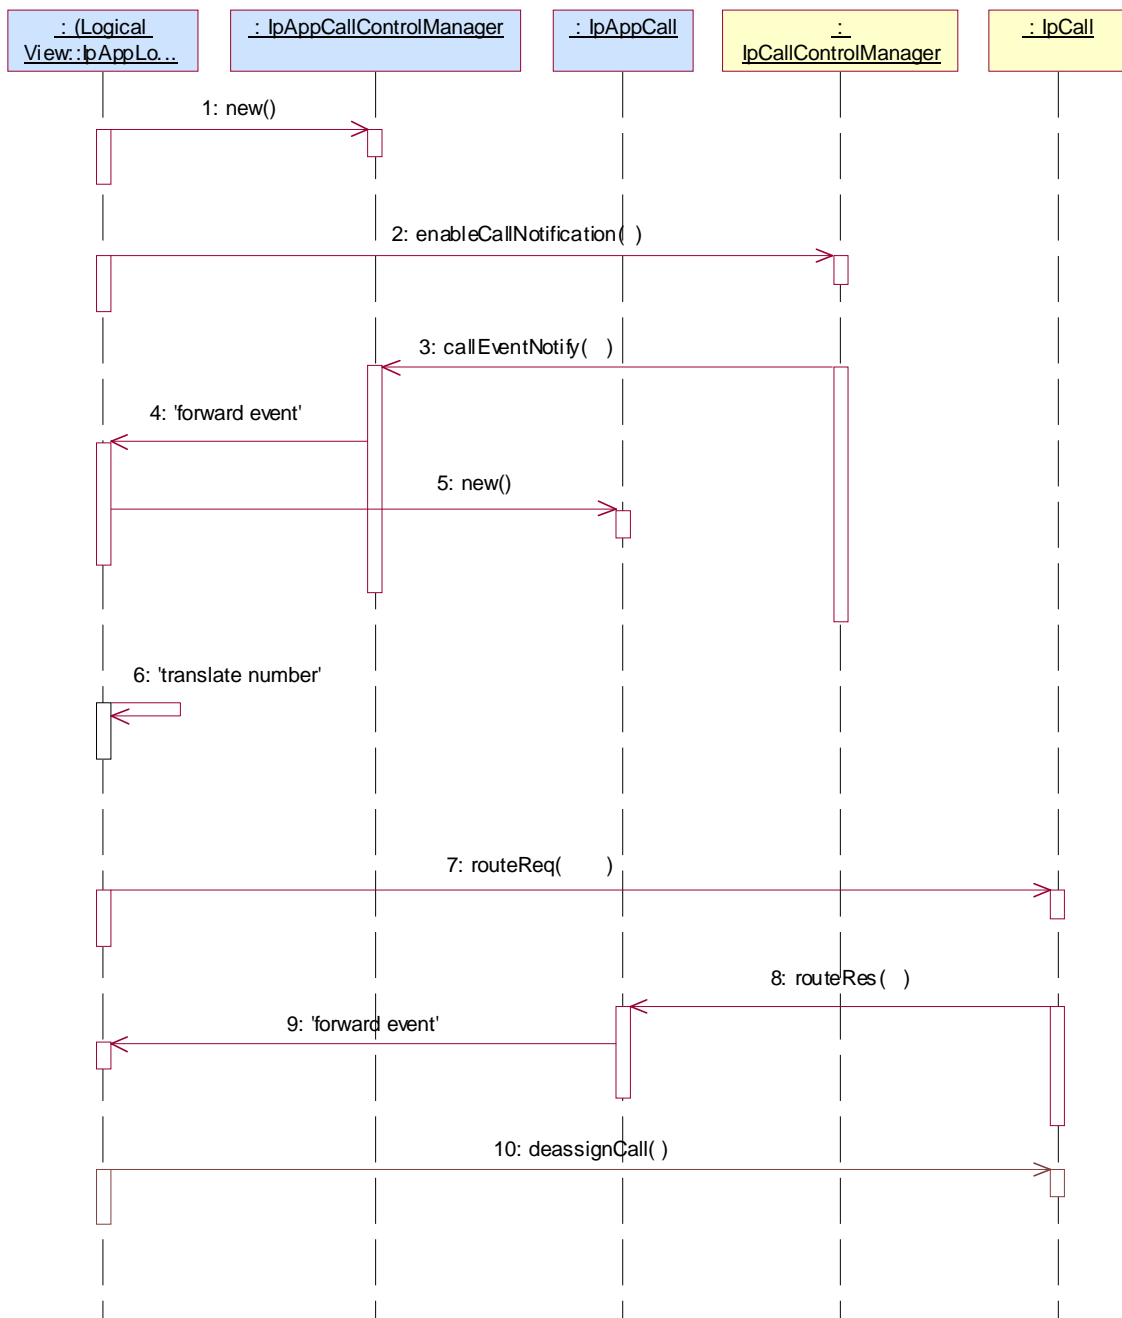 : (Logical
View::IpAppLo...
: IpAppCallControlManager
: IpAppCall
:
IpCallControlManager
: IpCall
1: new()
2: enableCallNotification( )
3: callEventNotify( )
4: 'forward event'
5: new()
6: 'translate number'
7: routeReq( )
8: routeRes( )
9: 'forward event'
10: deassignCall( )